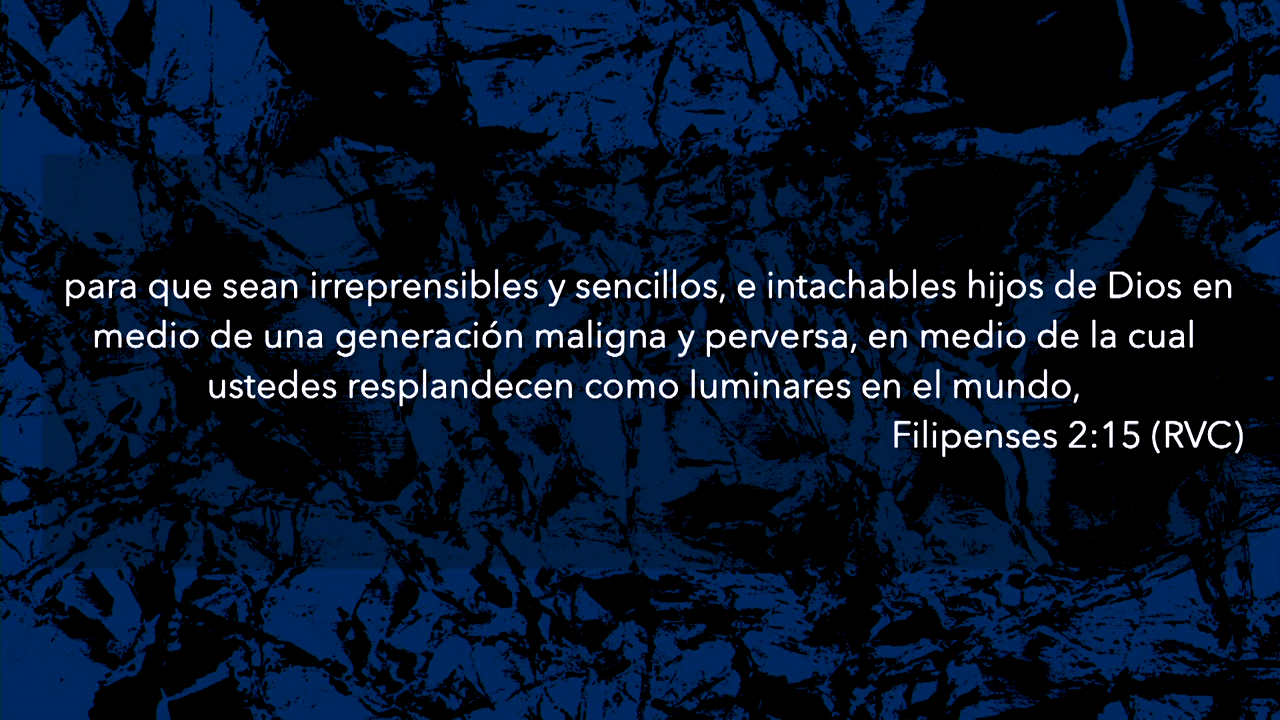 para que sean irreprensibles y sencillos, e intachables hijos de Dios en
medio de una generación maligna y perversa, en medio de la cual
ustedes resplandecen como luminares en el mundo,
Filipenses 2:15 (RVC)